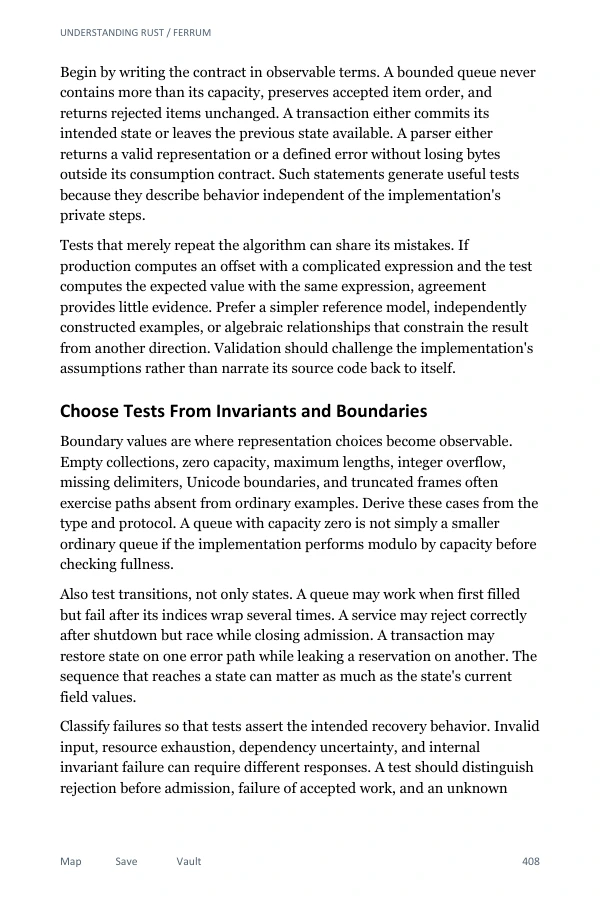 UNDERSTANDING RUST / FERRUM
Begin by writing the contract in observable terms. A bounded queue never
contains more than its capacity, preserves accepted item order, and
returns rejected items unchanged. A transaction either commits its
intended state or leaves the previous state available. A parser either
returns a valid representation or a defined error without losing bytes
outside its consumption contract. Such statements generate useful tests
because they describe behavior independent of the implementation's
private steps.
Tests that merely repeat the algorithm can share its mistakes. If
production computes an offset with a complicated expression and the test
computes the expected value with the same expression, agreement
provides little evidence. Prefer a simpler reference model, independently
constructed examples, or algebraic relationships that constrain the result
from another direction. Validation should challenge the implementation's
assumptions rather than narrate its source code back to itself.
Choose Tests From Invariants and Boundaries
Boundary values are where representation choices become observable.
Empty collections, zero capacity, maximum lengths, integer overflow,
missing delimiters, Unicode boundaries, and truncated frames often
exercise paths absent from ordinary examples. Derive these cases from the
type and protocol. A queue with capacity zero is not simply a smaller
ordinary queue if the implementation performs modulo by capacity before
checking fullness.
Also test transitions, not only states. A queue may work when first filled
but fail after its indices wrap several times. A service may reject correctly
after shutdown but race while closing admission. A transaction may
restore state on one error path while leaking a reservation on another. The
sequence that reaches a state can matter as much as the state's current
field values.
Classify failures so that tests assert the intended recovery behavior. Invalid
input, resource exhaustion, dependency uncertainty, and internal
invariant failure can require different responses. A test should distinguish
rejection before admission, failure of accepted work, and an unknown
Map Save Vault 408